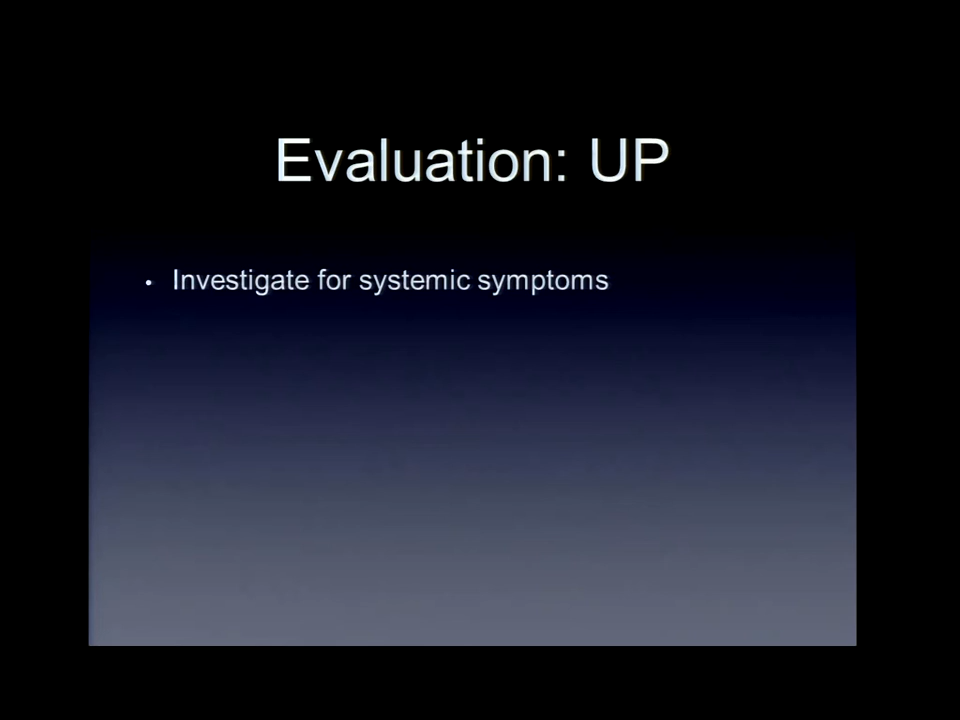 Evaluation: UP
• Investigate for systemic symptoms